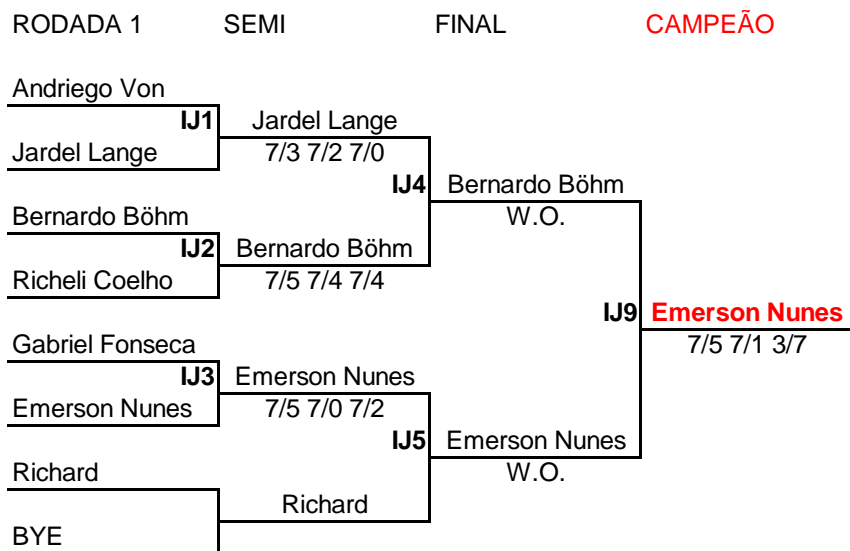 RODADA 1 SEMI FINAL CAMPEÃO
Andriego Von
IJ1 Jardel Lange
Jardel Lange 7/3 7/2 7/0
IJ4 Bernardo Böhm
Bernardo Böhm W.O.
IJ2 Bernardo Böhm
Richeli Coelho 7/5 7/4 7/4
IJ9 Emerson Nunes
Gabriel Fonseca 7/5 7/1 3/7
IJ3 Emerson Nunes
Emerson Nunes 7/5 7/0 7/2
IJ5 Emerson Nunes
Richard W.O.
Richard
BYE